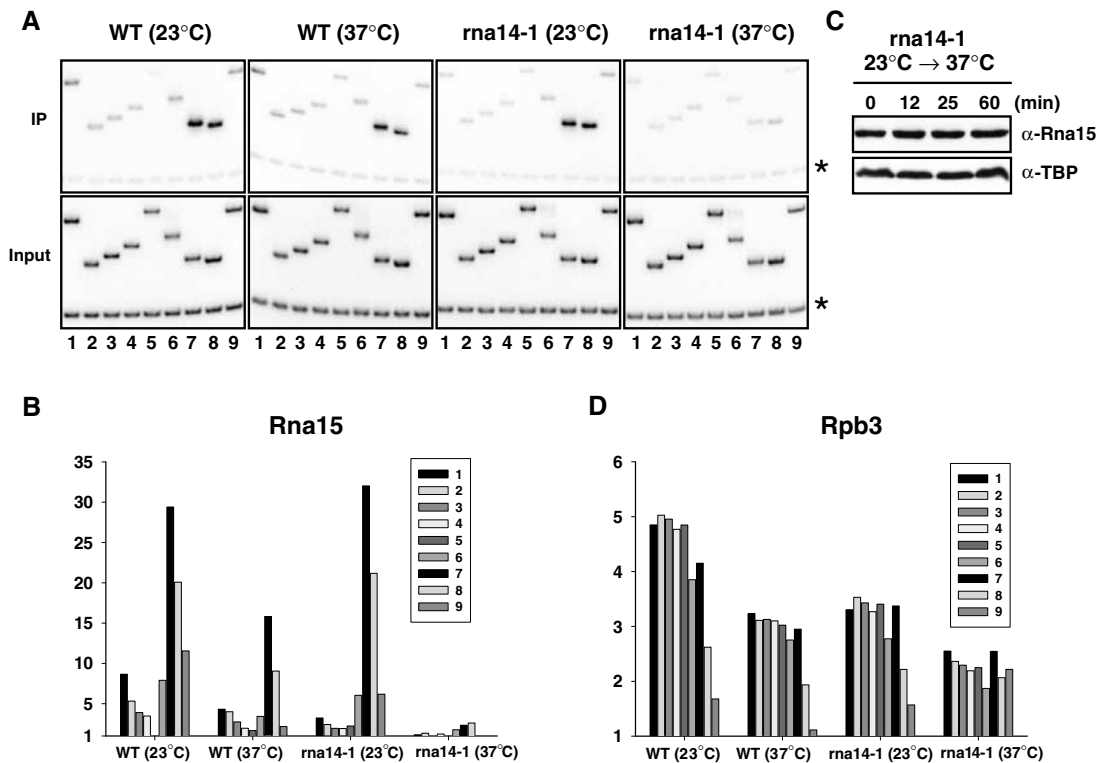 A
WT (23°C)
WT (37°C)
rna14-1 (23°C)
rna14-1 (37°C)
IP
*
Input
*
1 2 3 4 5 6 7 8 9
1 2 3 4 5 6 7 8 9
1 2 3 4 5 6 7 8 9
1 2 3 4 5 6 7 8 9
C
rna14-1
23°C → 37°C
0 12 25 60 (min)
α-Rna15
α-TBP
B
Rna15
35
30
25
20
15
10
5
1
1
2
3
4
5
6
7
8
9
WT (23°C)
WT (37°C)
rna14-1 (23°C)
rna14-1 (37°C)
D
Rpb3
6
5
4
3
2
1
1
2
3
4
5
6
7
8
9
WT (23°C)
WT (37°C)
rna14-1 (23°C)
rna14-1 (37°C)